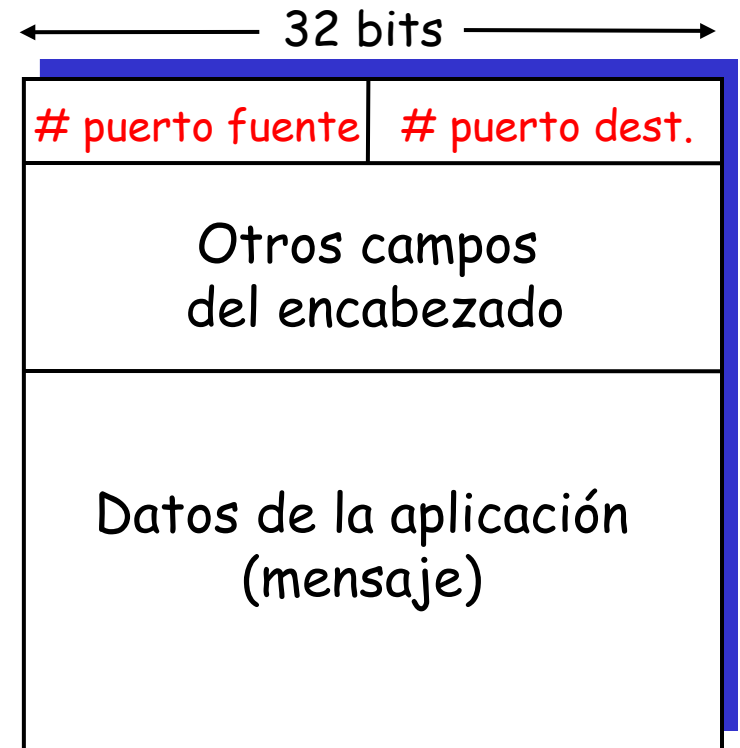 32 bits
# puerto fuente # puerto dest.
Otros campos
del encabezado
Datos de la aplicación
(mensaje)